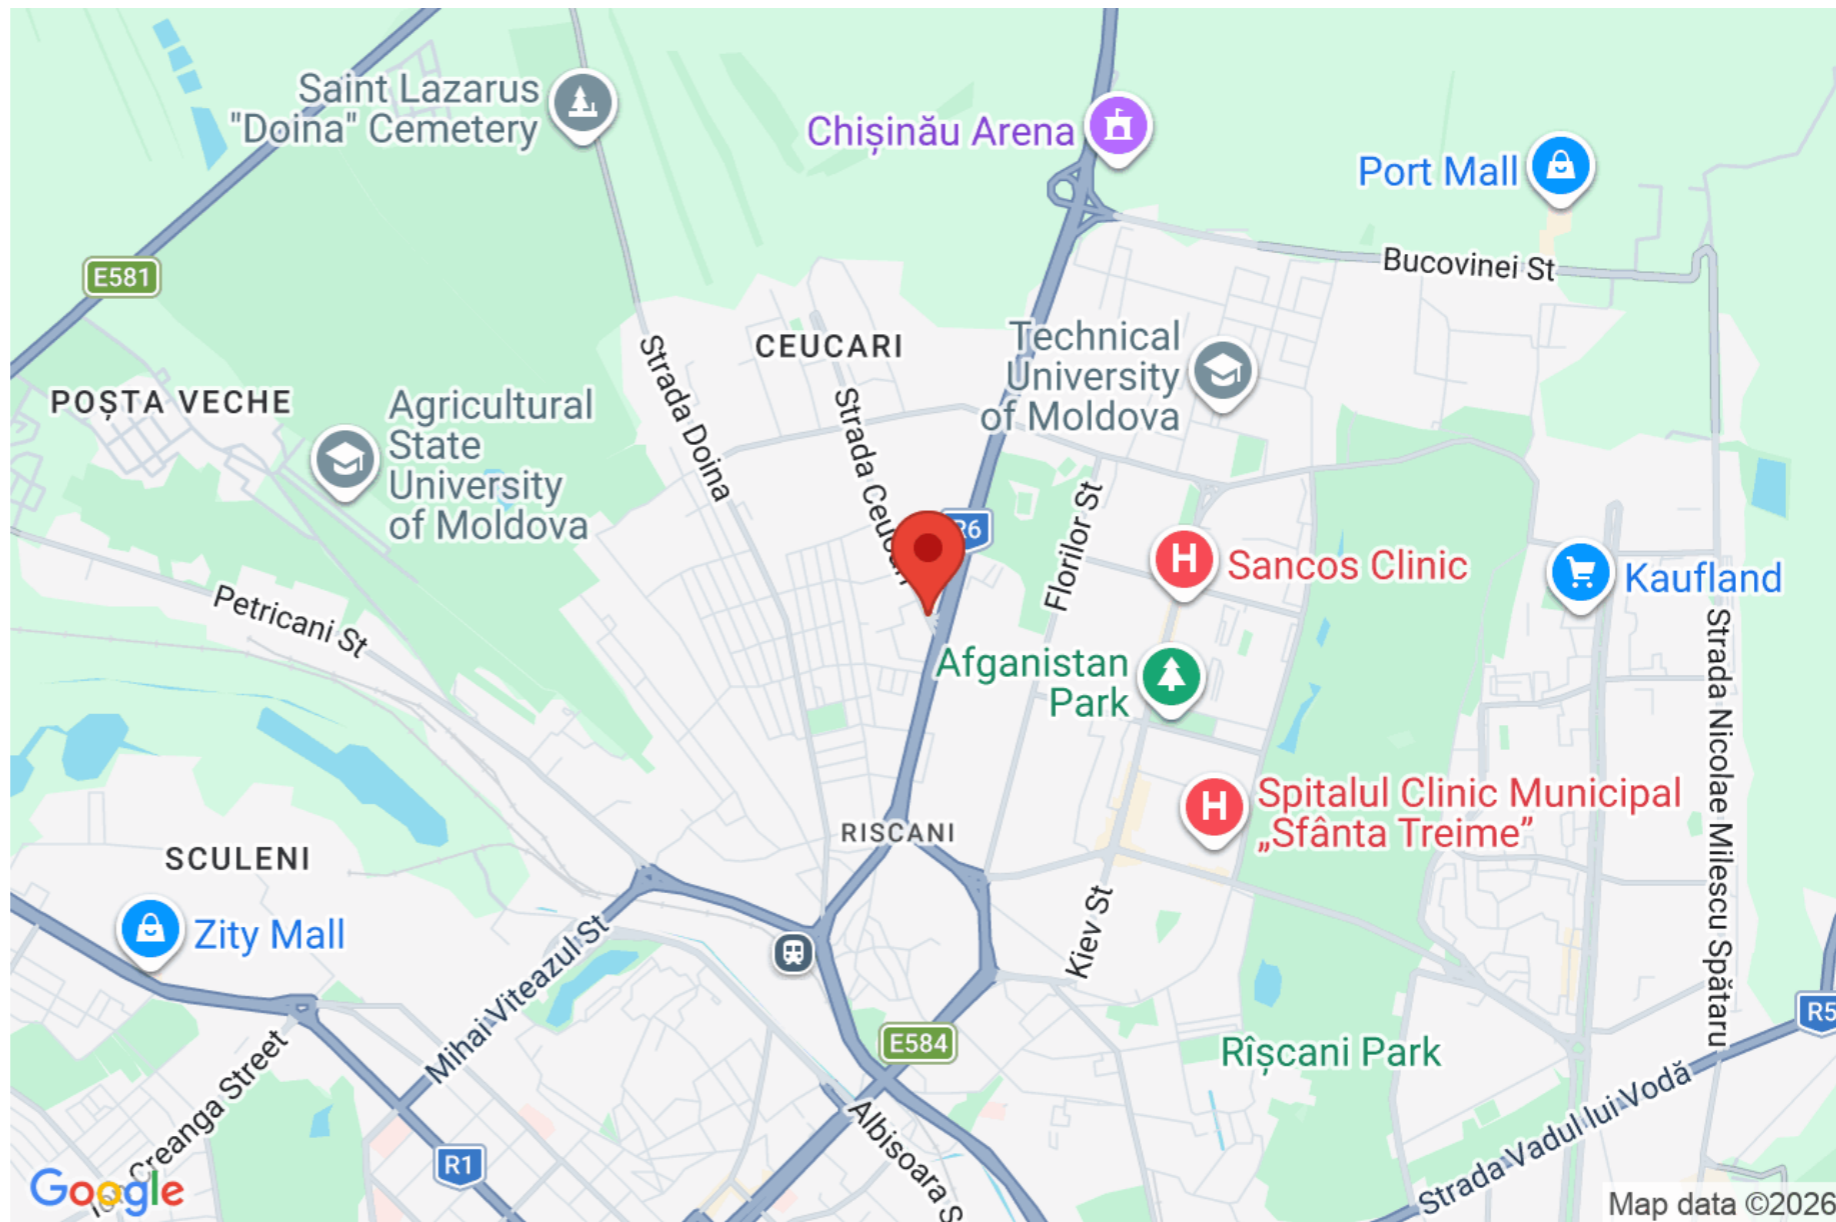 Saint Lazarus
"Doina" Cemetery
Chișinău Arena
Port Mall
Bucovinei St
E581
CEUCARI
Technical
University
of Moldova
POȘTA VECHE
Agricultural
State
University
of Moldova
Strada Doina
Strada Ceucari
R6
Florilor St
Sancos Clinic
Kaufland
Petricani St
Afganistan
Park
Strada Nicolae Milescu Spătaru
Spitalul Clinic Municipal
„Sfânta Treime”
RISCANI
SCULENI
Zity Mall
Mihai Viteazul St
Kiev St
R5
E584
Rîșcani Park
Creanga Street
Strada Vadul lui Vodă
Albisoara S
R1
Google
Map data ©2026